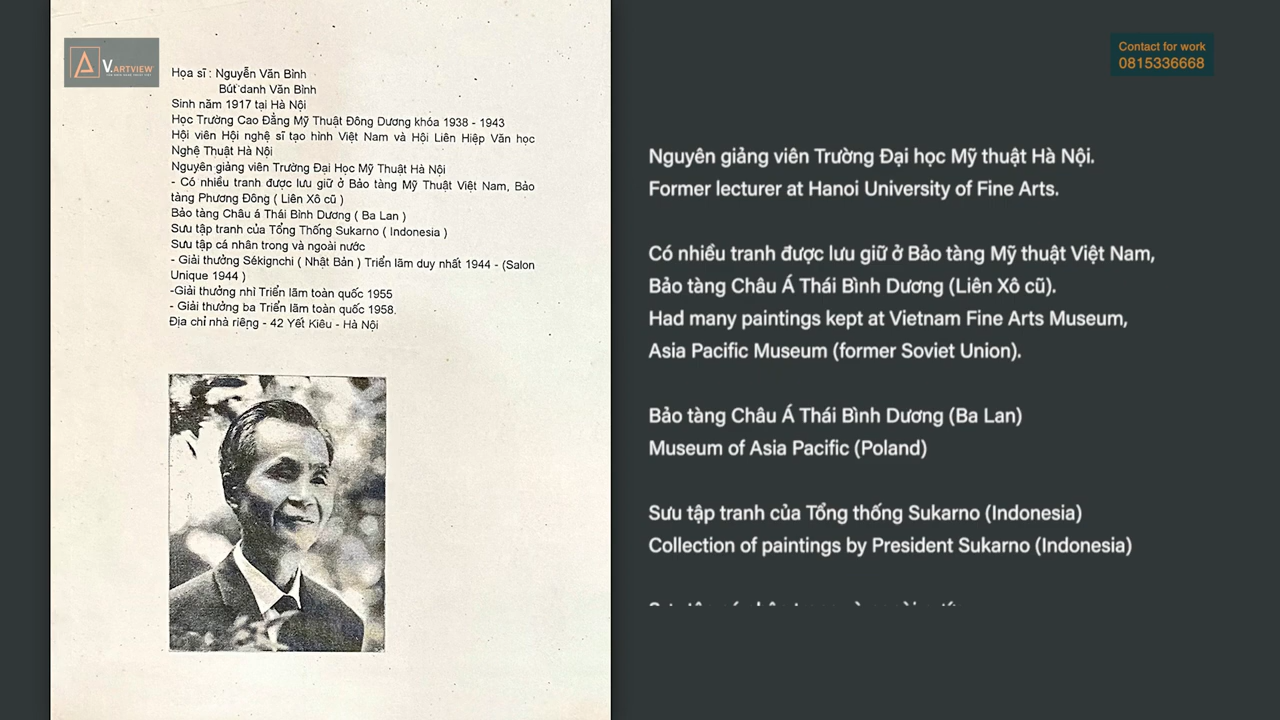 V.ARTVIEW
Họa sĩ : Nguyễn Văn Bình
Bút danh Văn Bình
Sinh năm 1917 tại Hà Nội
Học Trường Cao Đẳng Mỹ Thuật Đông Dương khóa 1938 - 1943
Hội viên Hội nghệ sĩ tạo hình Việt Nam và Hội Liên Hiệp Văn học
Nghệ Thuật Hà Nội
Nguyên giảng viên Trường Đại Học Mỹ Thuật Hà Nội
- Có nhiều tranh được lưu giữ ở Bảo tàng Mỹ Thuật Việt Nam, Bảo
tàng Phương Đông ( Liên Xô cũ )
Bảo tàng Châu á Thái Bình Dương ( Ba Lan )
Sưu tập tranh của Tổng Thống Sukarno ( Indonesia )
Sưu tập cá nhân trong và ngoài nước
- Giải thưởng Sékignchi ( Nhật Bản ) Triển lãm duy nhất 1944 - (Salon
Unique 1944 )
-Giải thưởng nhì Triển lãm toàn quốc 1955
- Giải thưởng ba Triển lãm toàn quốc 1958.
Địa chỉ nhà riêng - 42 Yết Kiêu - Hà Nội
Contact for work
0815336668
Nguyên giảng viên Trường Đại học Mỹ thuật Hà Nội.
Former lecturer at Hanoi University of Fine Arts.
Có nhiều tranh được lưu giữ ở Bảo tàng Mỹ thuật Việt Nam,
Bảo tàng Châu Á Thái Bình Dương (Liên Xô cũ).
Had many paintings kept at Vietnam Fine Arts Museum,
Asia Pacific Museum (former Soviet Union).
Bảo tàng Châu Á Thái Bình Dương (Ba Lan)
Museum of Asia Pacific (Poland)
Sưu tập tranh của Tổng thống Sukarno (Indonesia)
Collection of paintings by President Sukarno (Indonesia)